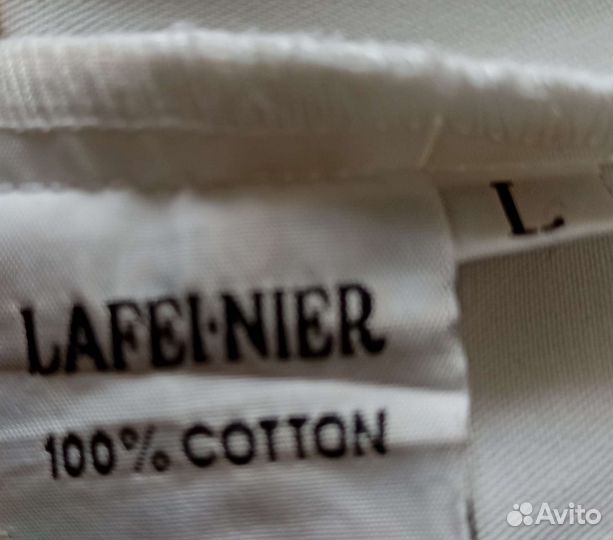 L
LAFEI·NIER
100% COTTON
Avito